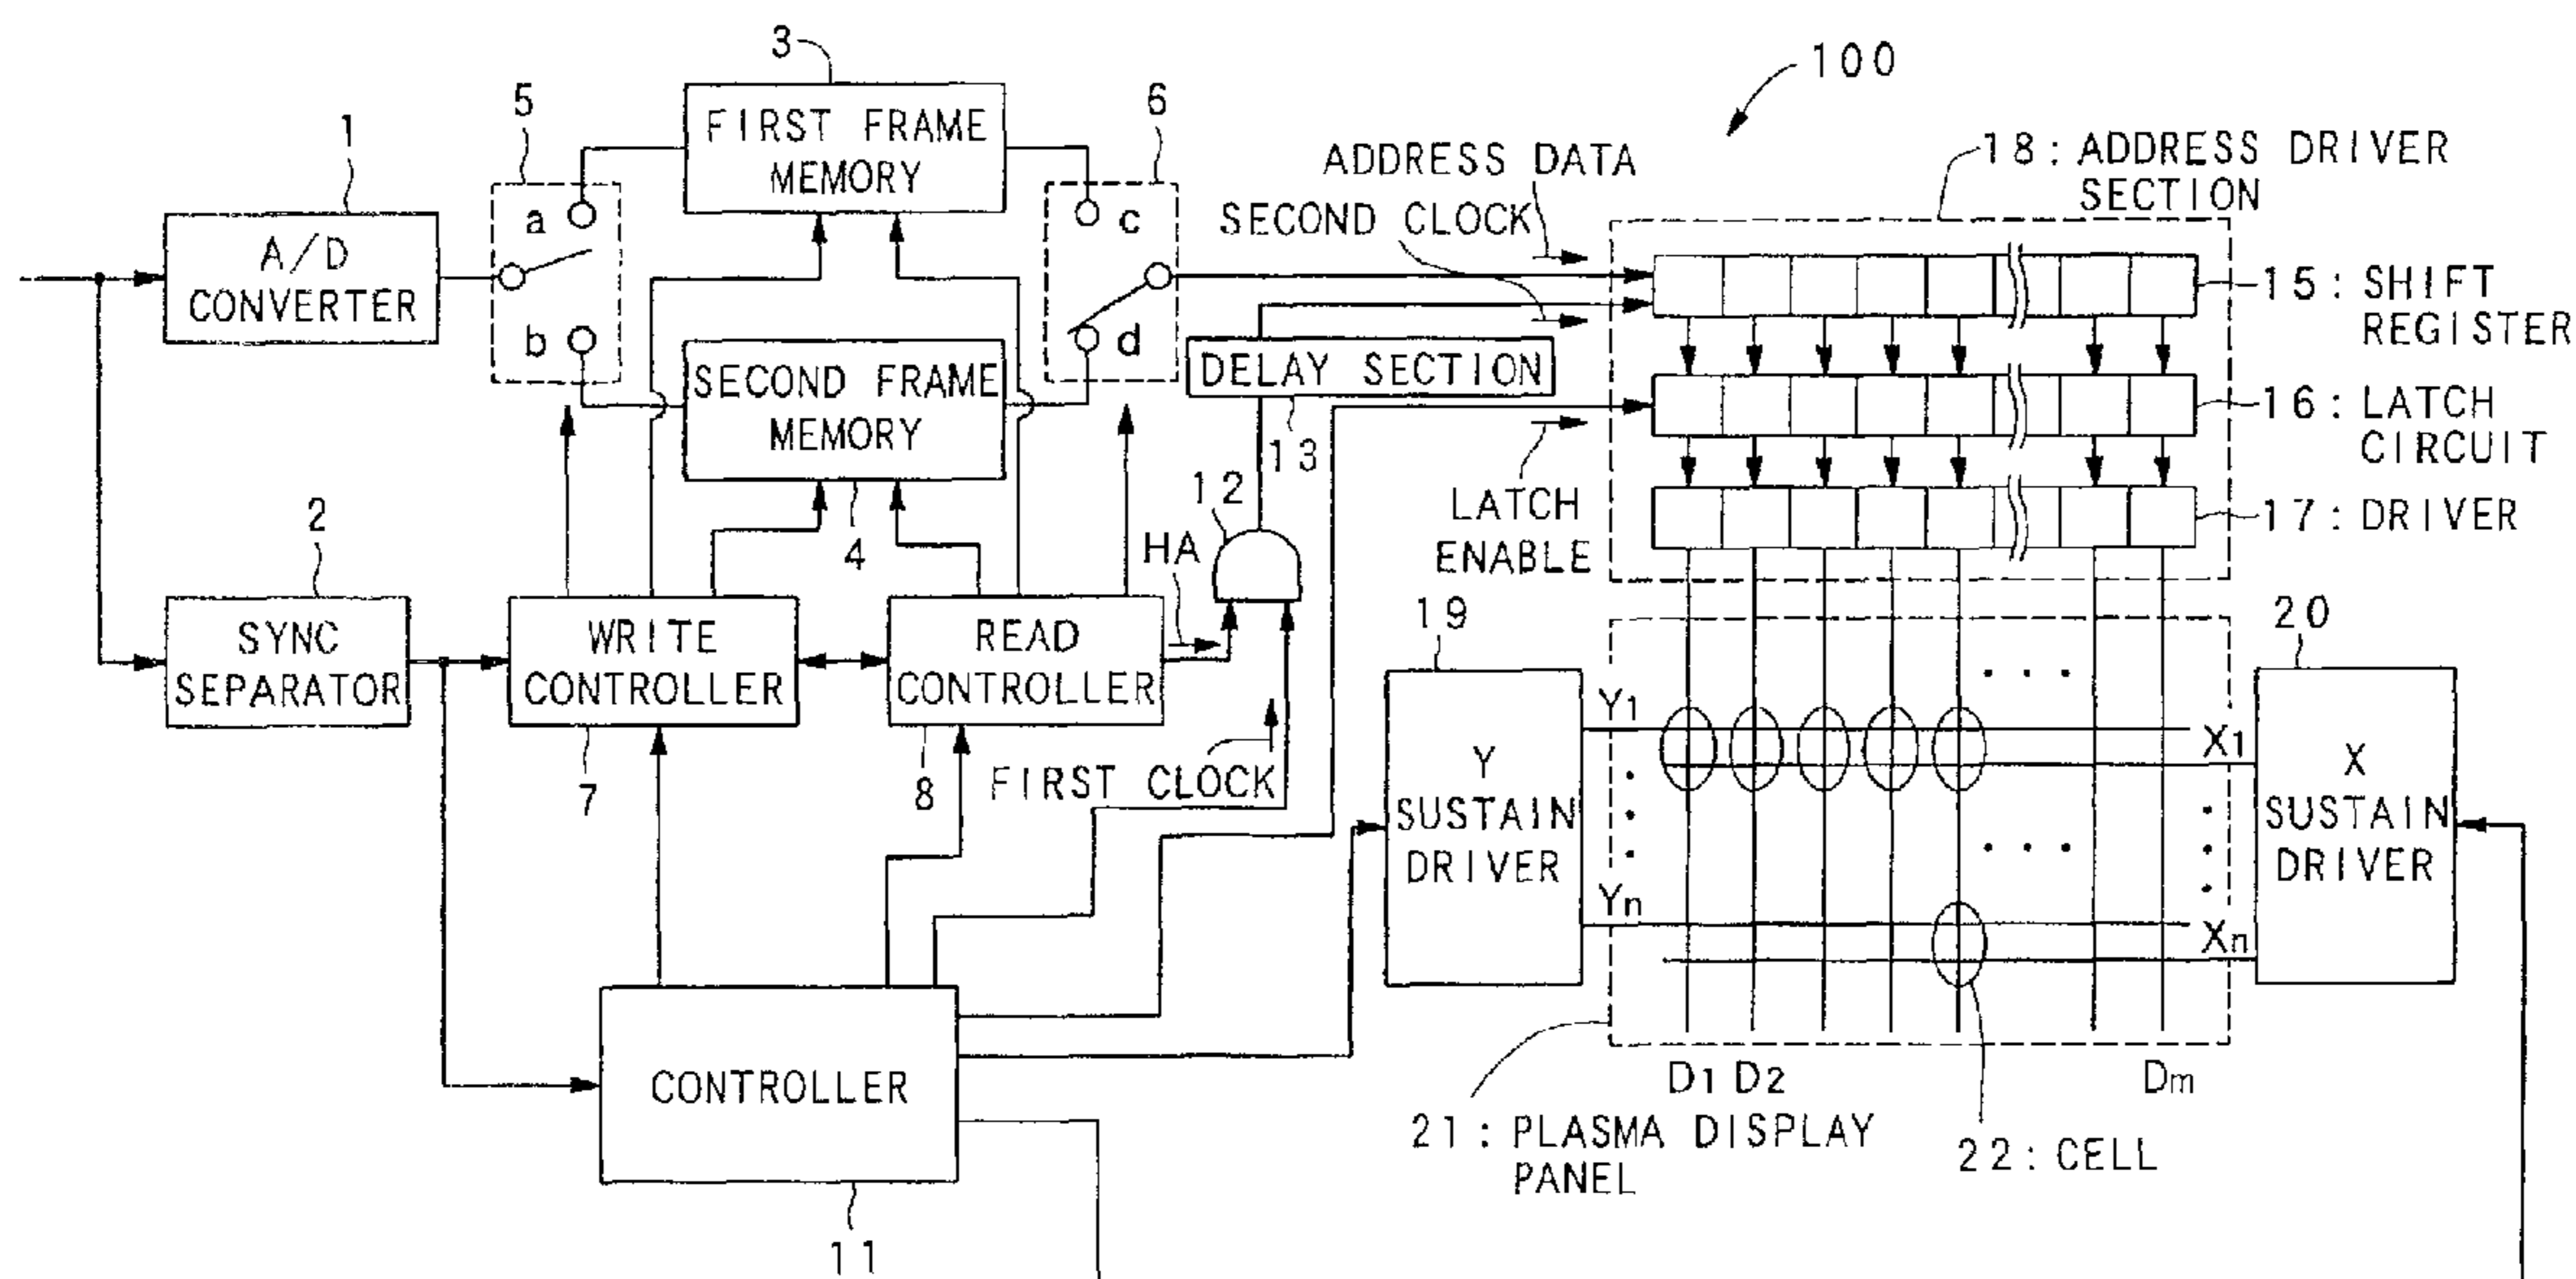 3
100
5
FIRST FRAME
MEMORY
6
1
ADDRESS DATA
18: ADDRESS DRIVER
SECTION
a
c
SECOND CLOCK
A/D
CONVERTER
15: SHIFT
REGISTER
b
d
SECOND FRAME
MEMORY
DELAY SECTION
13
16: LATCH
CIRCUIT
2
4
12
HA
LATCH
ENABLE
17: DRIVER
SYNC
SEPARATOR
WRITE
CONTROLLER
READ
CONTROLLER
19
20
Y1
X1
7
8
FIRST CLOCK
Y
SUSTAIN
DRIVER
X
SUSTAIN
DRIVER
Yn
Xn
CONTROLLER
D1 D2
Dm
21: PLASMA DISPLAY
PANEL
22: CELL
11